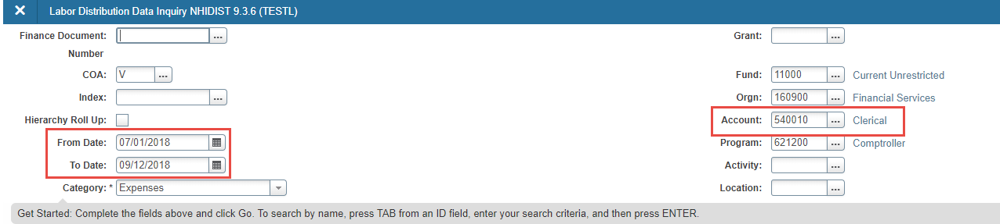 Labor Distribution Data Inquiry NHIDIST 9.3.6 (TESTL)
Finance Document: ... Grant: ...
Number
COA: V ... Fund: 11000 ... Current Unrestricted
Index: ... Orgn: 160900 ... Financial Services
Hierarchy Roll Up: Account: 540010 ... Clerical
From Date: 07/01/2018 Program: 621200 ... Comptroller
To Date: 09/12/2018 Activity: ...
Category: * Expenses Location: ...
Get Started: Complete the fields above and click Go. To search by name, press TAB from an ID field, enter your search criteria, and then press ENTER.